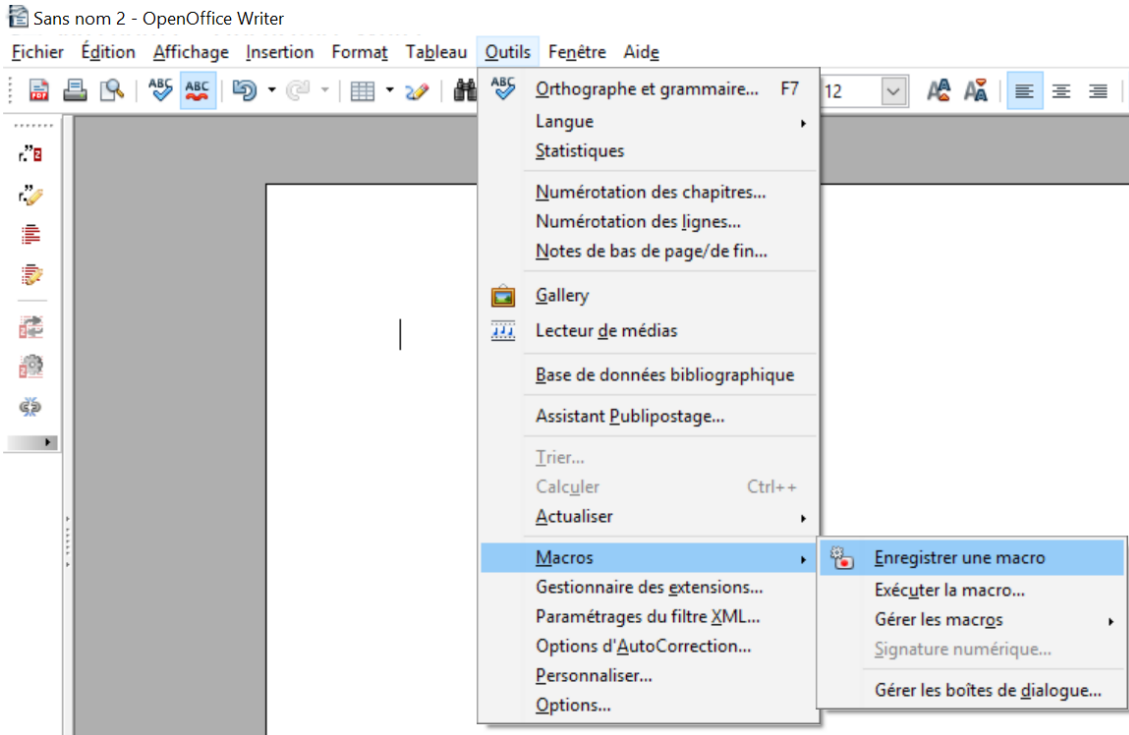 Sans nom 2 - OpenOffice Writer
Fichier Édition Affichage Insertion Format Tableau Outils Fenêtre Aide
PDF ABC ABC ABC 12
Orthographe et grammaire... F7
Langue
Statistiques
Numérotation des chapitres...
Numérotation des lignes...
Notes de bas de page/de fin...
Gallery
Lecteur de médias
Base de données bibliographique
Assistant Publipostage...
Trier...
Calculer Ctrl++
Actualiser
Macros
Gestionnaire des extensions...
Paramétrages du filtre XML...
Options d'AutoCorrection...
Personnaliser...
Options...
Enregistrer une macro
Exécuter la macro...
Gérer les macros
Signature numérique...
Gérer les boîtes de dialogue...